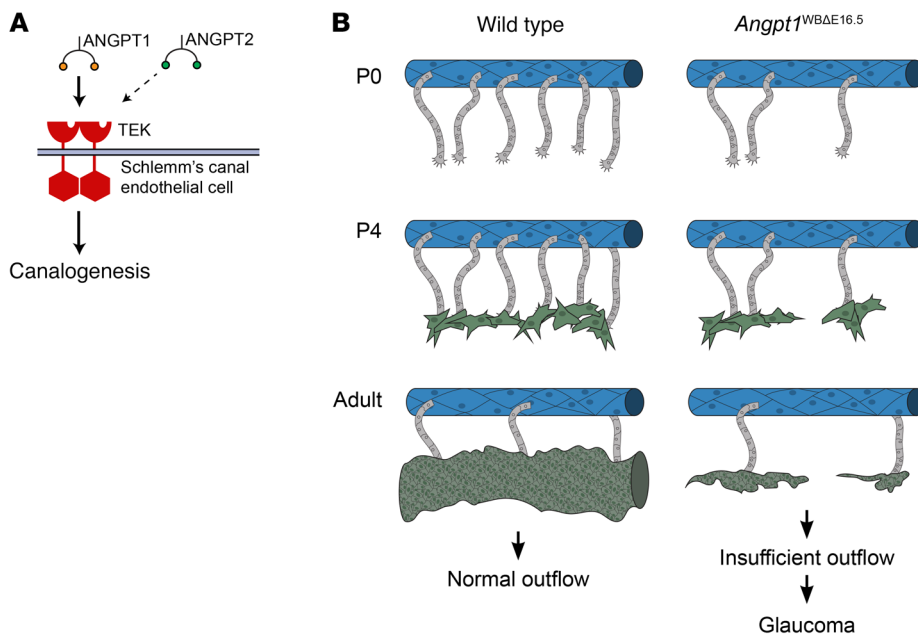 A
ANGPT1
ANGPT2
TEK
Schlemm's canal
endothelial cell
Canalogenesis
B
Wild type
Angpt1WBΔE16.5
P0
P4
Adult
Normal outflow
Insufficient outflow
Glaucoma